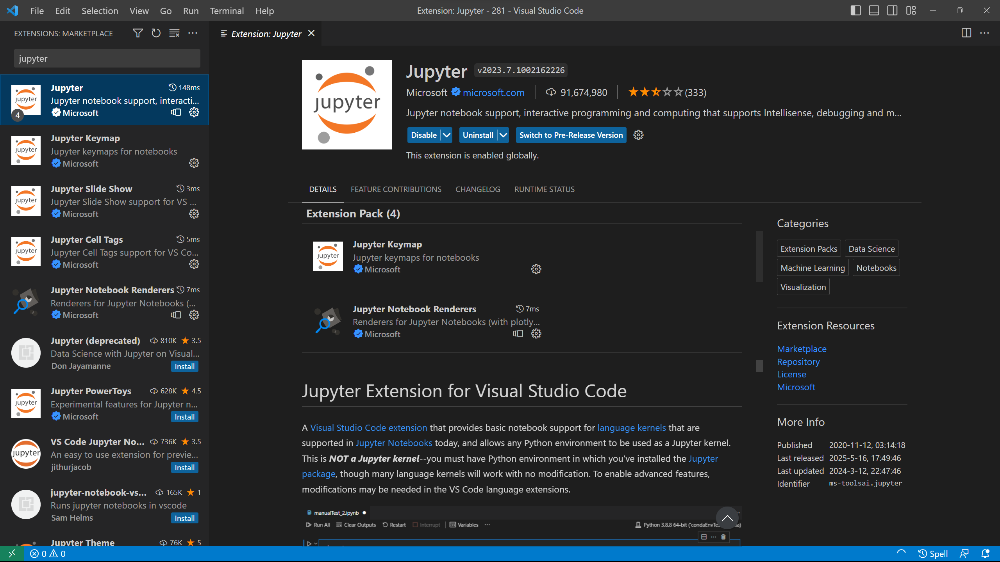 File Edit Selection View Go Run Terminal Help
Extension: Jupyter - 281 - Visual Studio Code
EXTENSIONS: MARKETPLACE
jupyter
Jupyter 148ms
Jupyter notebook support, interacti...
Microsoft
4
Jupyter Keymap
Jupyter keymaps for notebooks
Microsoft
Jupyter Slide Show 3ms
Jupyter Slide Show support for VS ...
Microsoft
Jupyter Cell Tags 5ms
Jupyter Cell Tags support for VS Co...
Microsoft
Jupyter Notebook Renderers 7ms
Renderers for Jupyter Notebooks (...
Microsoft
Jupyter (deprecated) 810K 3.5
Data Science with Jupyter on Visual...
Don Jayamanne Install
Jupyter PowerToys 628K 4.5
Experimental features for Jupyter n...
Microsoft Install
VS Code Jupyter No... 736K 3.5
An easy to use extension for previe...
jithurjacob Install
jupyter-notebook-vs... 165K 1
Runs jupyter notebooks in vscode
Sam Helms Install
Jupyter Theme 76K 5
Extension: Jupyter
jupyter
Jupyter v2023.7.1002162226
Microsoft microsoft.com 91,674,980 (333)
Jupyter notebook support, interactive programming and computing that supports Intellisense, debugging and m...
Disable Uninstall Switch to Pre-Release Version
This extension is enabled globally.
DETAILS FEATURE CONTRIBUTIONS CHANGELOG RUNTIME STATUS
Extension Pack (4)
Jupyter Keymap
Jupyter keymaps for notebooks
Microsoft
Jupyter Notebook Renderers 7ms
Renderers for Jupyter Notebooks (with plotly...
Microsoft
Jupyter Extension for Visual Studio Code
A Visual Studio Code extension that provides basic notebook support for language kernels that are
supported in Jupyter Notebooks today, and allows any Python environment to be used as a Jupyter kernel.
This is NOT a Jupyter kernel--you must have Python environment in which you've installed the Jupyter
package, though many language kernels will work with no modification. To enable advanced features,
modifications may be needed in the VS Code language extensions.
manualTest_2.ipynb
Run All Clear Outputs Restart Interrupt Variables ... Python 3.8.8 64-bit ('condaEnvTe
Categories
Extension Packs Data Science
Machine Learning Notebooks
Visualization
Extension Resources
Marketplace
Repository
License
Microsoft
More Info
Published 2020-11-12, 03:14:18
Last released 2025-5-16, 17:49:46
Last updated 2024-3-12, 22:47:46
Identifier ms-toolsai.jupyter
0 0 Spell